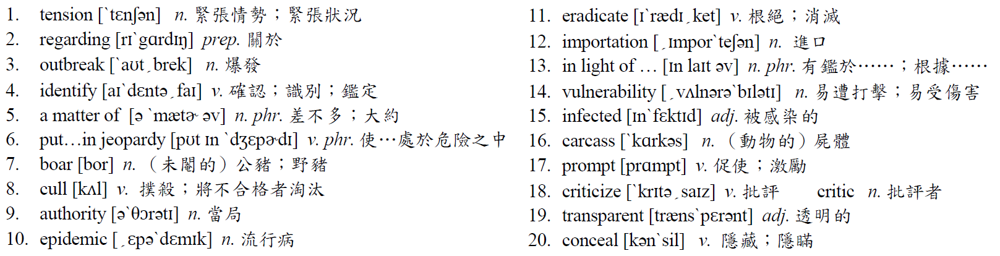 1. tension [ˋtɛnʃən] n. 緊張情勢；緊張狀況
2. regarding [rɪˋgɑrdɪŋ] prep. 關於
3. outbreak [ˋaʊtˏbrek] n. 爆發
4. identify [aɪˋdɛntəˏfaɪ] v. 確認；識別；鑑定
5. a matter of [ə ˋmætɚ əv] n. phr. 差不多；大約
6. put…in jeopardy [pʊt ɪn ˋdʒɛpɚdɪ] v. phr. 使…處於危險之中
7. boar [bor] n. （未閹的）公豬；野豬
8. cull [kʌl] v. 撲殺；將不合格者淘汰
9. authority [əˋθɔrətɪ] n. 當局
10. epidemic [ˏɛpəˋdɛmɪk] n. 流行病
11. eradicate [ɪˋrædɪˏket] v. 根絕；消滅
12. importation [ˏɪmporˋteʃən] n. 進口
13. in light of … [ɪn laɪt əv] n. phr. 有鑑於……；根據……
14. vulnerability [ˏvʌlnərəˋbɪlətɪ] n. 易遭打擊；易受傷害
15. infected [ɪnˋfɛktɪd] adj. 被感染的
16. carcass [ˋkɑrkəs] n. （動物的）屍體
17. prompt [prɑmpt] v. 促使；激勵
18. criticize [ˋkrɪtəˏsaɪz] v. 批評 critic n. 批評者
19. transparent [trænsˋpɛrənt] adj. 透明的
20. conceal [kənˋsil] v. 隱藏；隱瞞